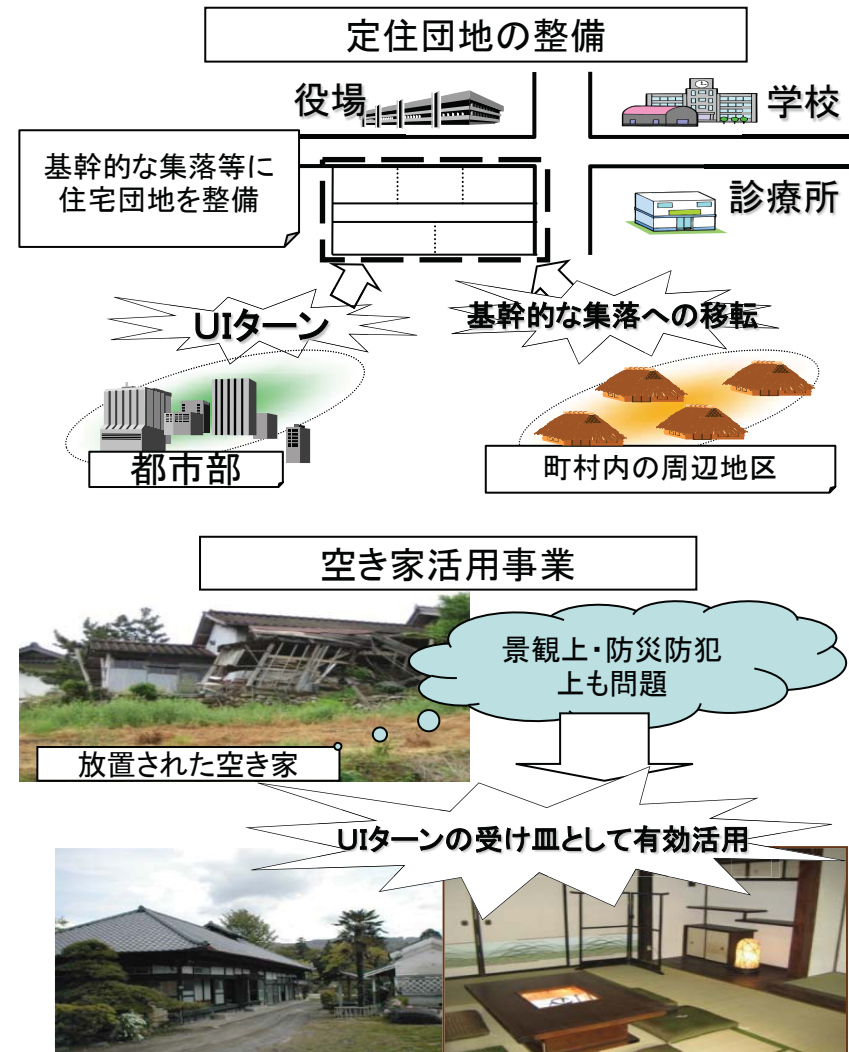 定住団地の整備
役場
学校
基幹的な集落等に
住宅団地を整備
診療所
UIターン
基幹的な集落への移転
都市部
町村内の周辺地区
空き家活用事業
景観上・防災防犯
上も問題
放置された空き家
UIターンの受け皿として有効活用